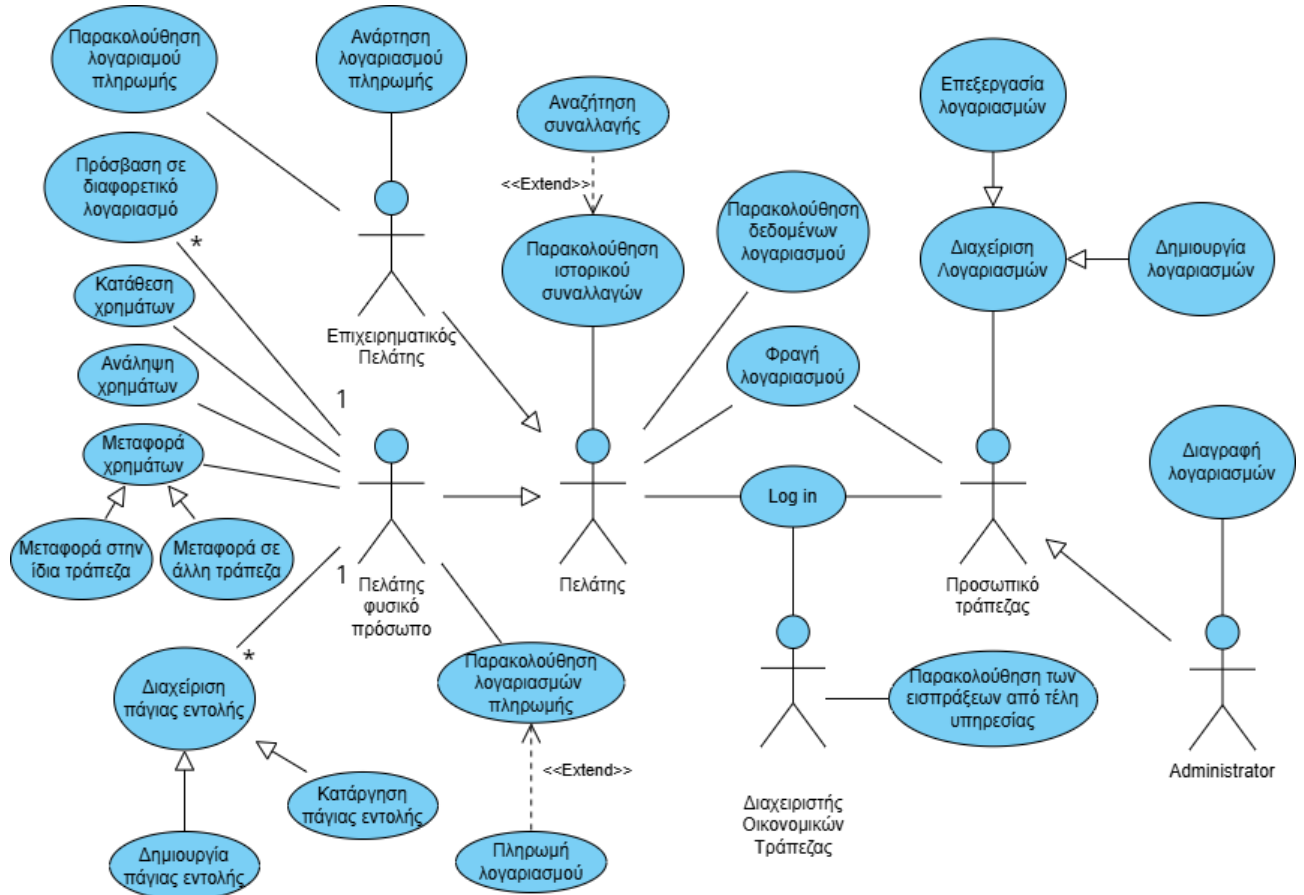 Παρακολούθηση
λογαριαμού
πληρωμής
Ανάρτηση
λογαριασμού
πληρωμής
Αναζήτηση
συναλλαγής
Επεξεργασία
λογαριασμών
Πρόσβαση σε
διαφορετικό
λογαριασμό
*
<<Extend>>
Παρακολούθηση
δεδομένων
λογαριασμού
Παρακολούθηση
ιστορικού
συναλλαγών
Διαχείριση
Λογαριασμών
Δημιουργία
λογαριασμών
Κατάθεση
χρημάτων
Επιχειρηματικός
Πελάτης
Φραγή
λογαριασμού
Ανάληψη
χρημάτων
1
Μεταφορά
χρημάτων
Διαγραφή
λογαριασμών
Log in
Μεταφορά στην
ίδια τράπεζα
Μεταφορά σε
άλλη τράπεζα
1
Πελάτης
φυσικό
πρόσωπο
Πελάτης
Προσωπικό
τράπεζας
*
Διαχείριση
πάγιας εντολής
Παρακολούθηση
λογαριασμών
πληρωμής
Παρακολούθηση των
εισπράξεων από τέλη
υπηρεσίας
<<Extend>>
Administrator
Κατάργηση
πάγιας εντολής
Διαχειριστής
Οικονομικών
Τράπεζας
Δημιουργία
πάγιας εντολής
Πληρωμή
λογαριασμού